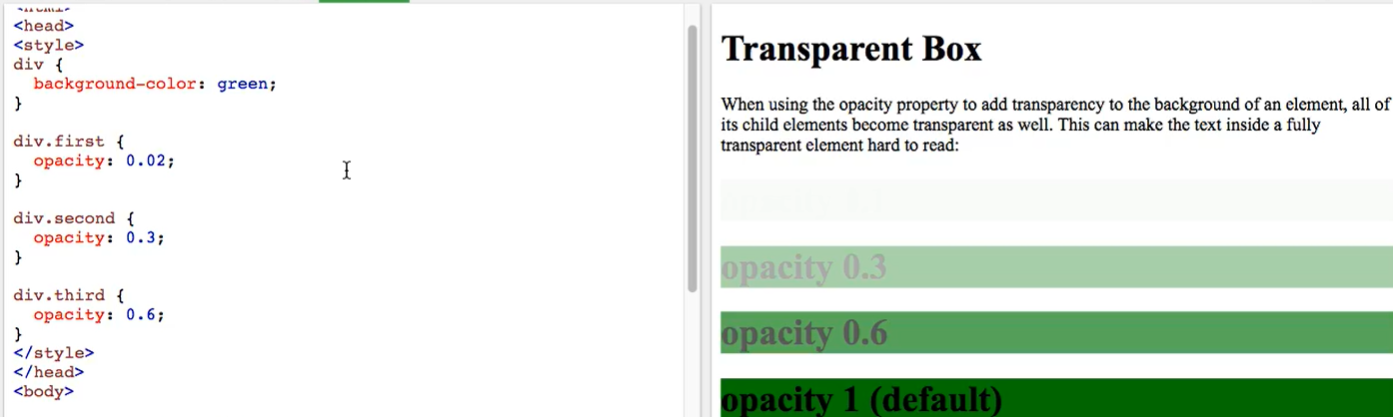 <head>
<style>
div {
  background-color: green;
}
div.first {
  opacity: 0.02;
}
div.second {
  opacity: 0.3;
}
div.third {
  opacity: 0.6;
}
</style>
</head>
<body>
Transparent Box
When using the opacity property to add transparency to the background of an element, all of
its child elements become transparent as well. This can make the text inside a fully
transparent element hard to read:
opacity 0.3
opacity 0.6
opacity 1 (default)